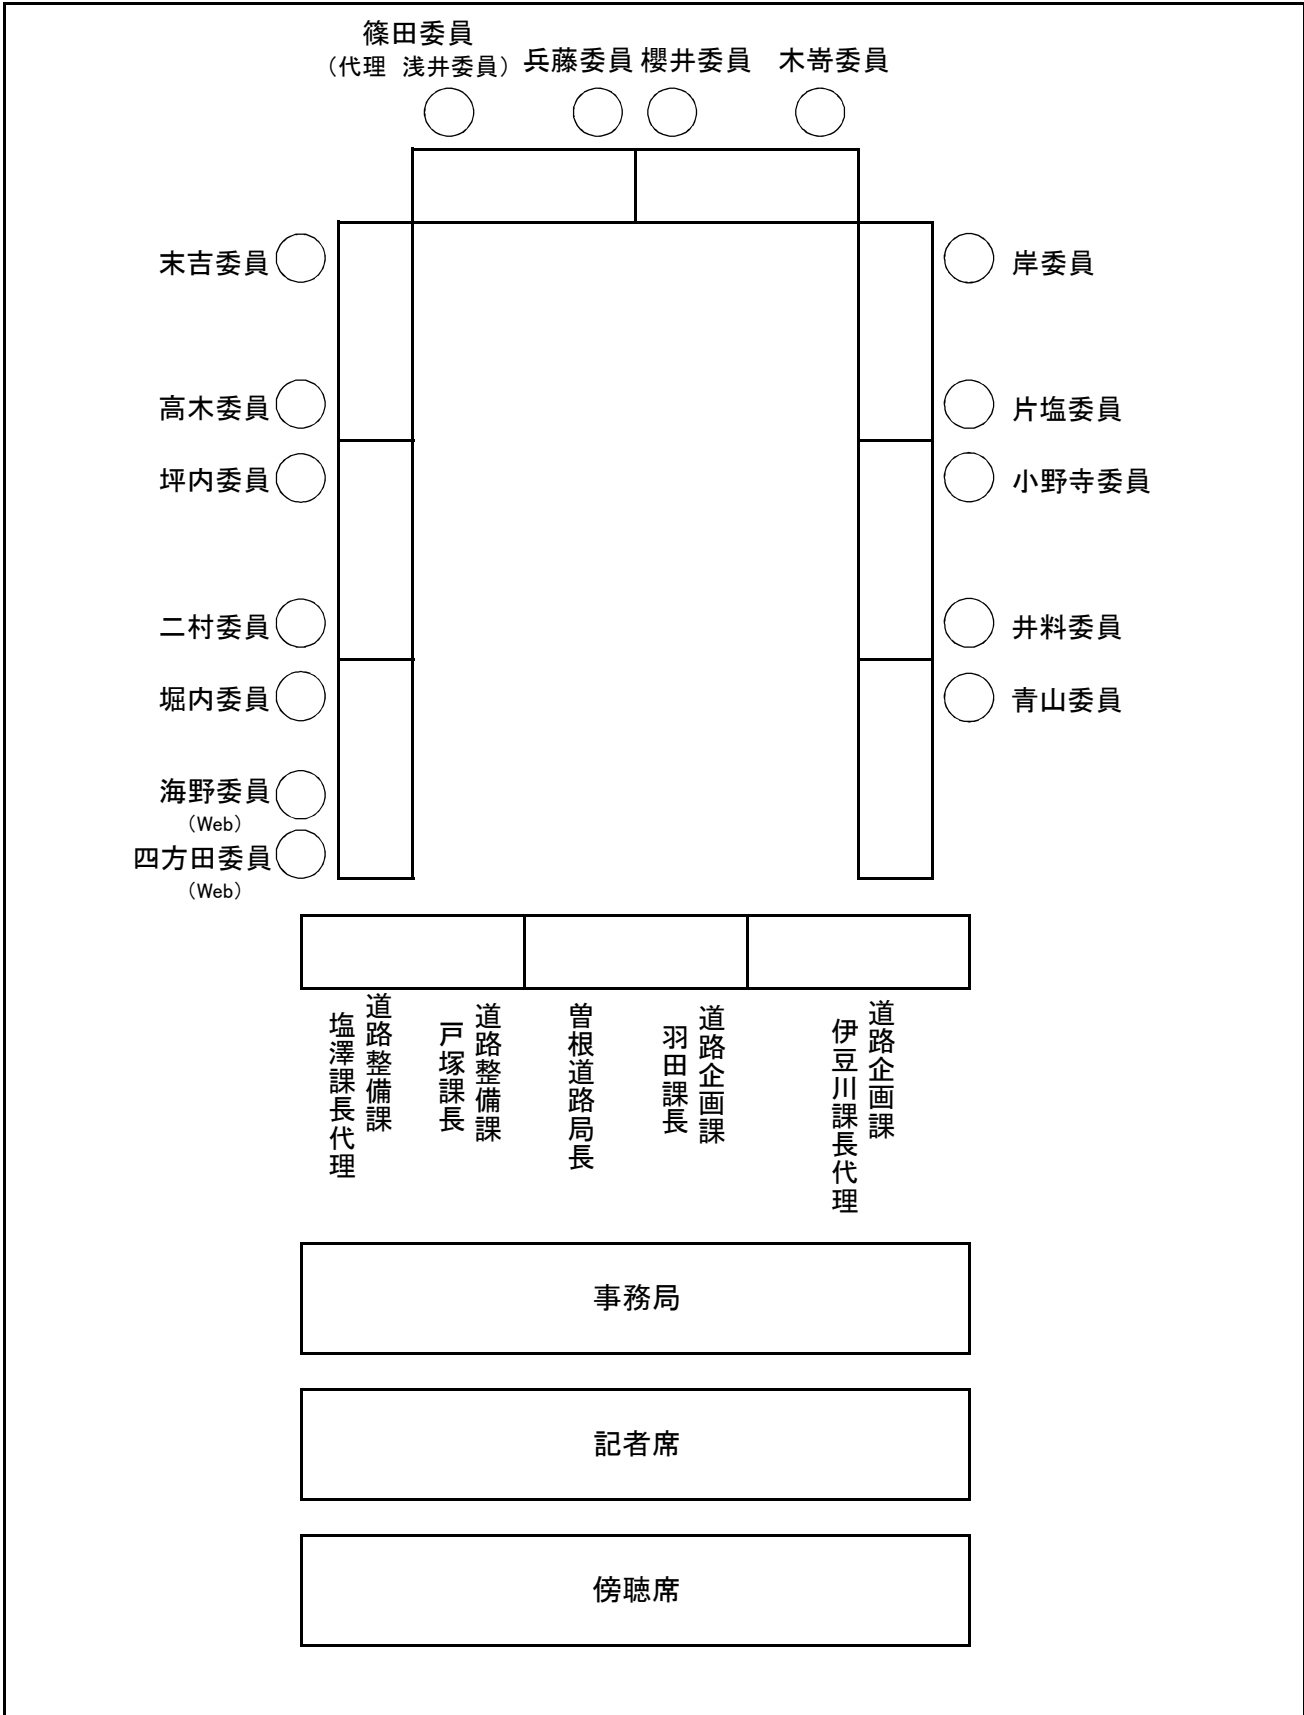 篠田委員
（代理　浅井委員）
兵藤委員
櫻井委員
木嵜委員
末吉委員
岸委員
高木委員
片塩委員
坪内委員
小野寺委員
二村委員
井料委員
堀内委員
青山委員
海野委員
（Web）
四方田委員
（Web）
道路整備課
塩澤課長代理
道路整備課
戸塚課長
曽根道路局長
道路企画課
羽田課長
道路企画課
伊豆川課長代理
事務局
記者席
傍聴席